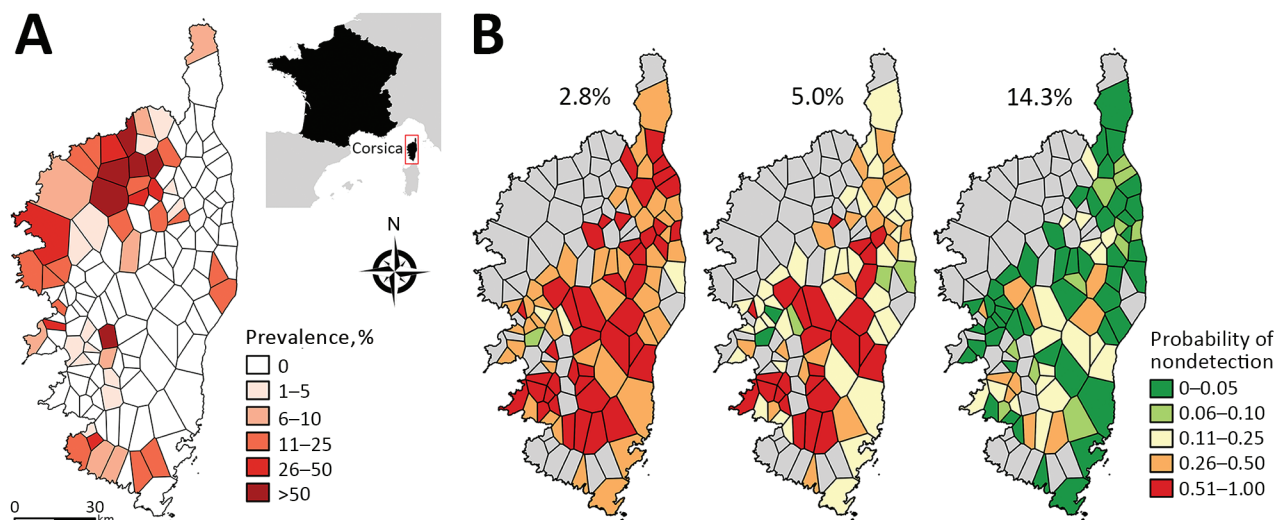 A
Corsica
N
Prevalence, %
0
1–5
6–10
11–25
26–50
>50
0 30
km
B
2.8%
5.0%
14.3%
Probability of
nondetection
0–0.05
0.06–0.10
0.11–0.25
0.26–0.50
0.51–1.00